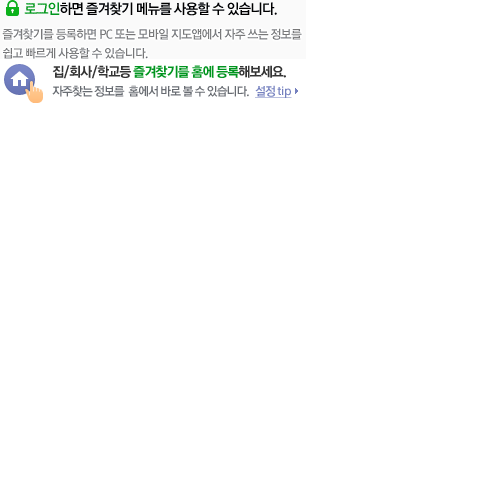 로그인하면 즐겨찾기 메뉴를 사용할 수 있습니다.
즐겨찾기를 등록하면 PC 또는 모바일 지도앱에서 자주 쓰는 정보를
쉽고 빠르게 사용할 수 있습니다.
집/회사/학교등 즐겨찾기를 홈에 등록해보세요.
자주찾는 정보를 홈에서 바로 볼 수 있습니다. 설정 tip